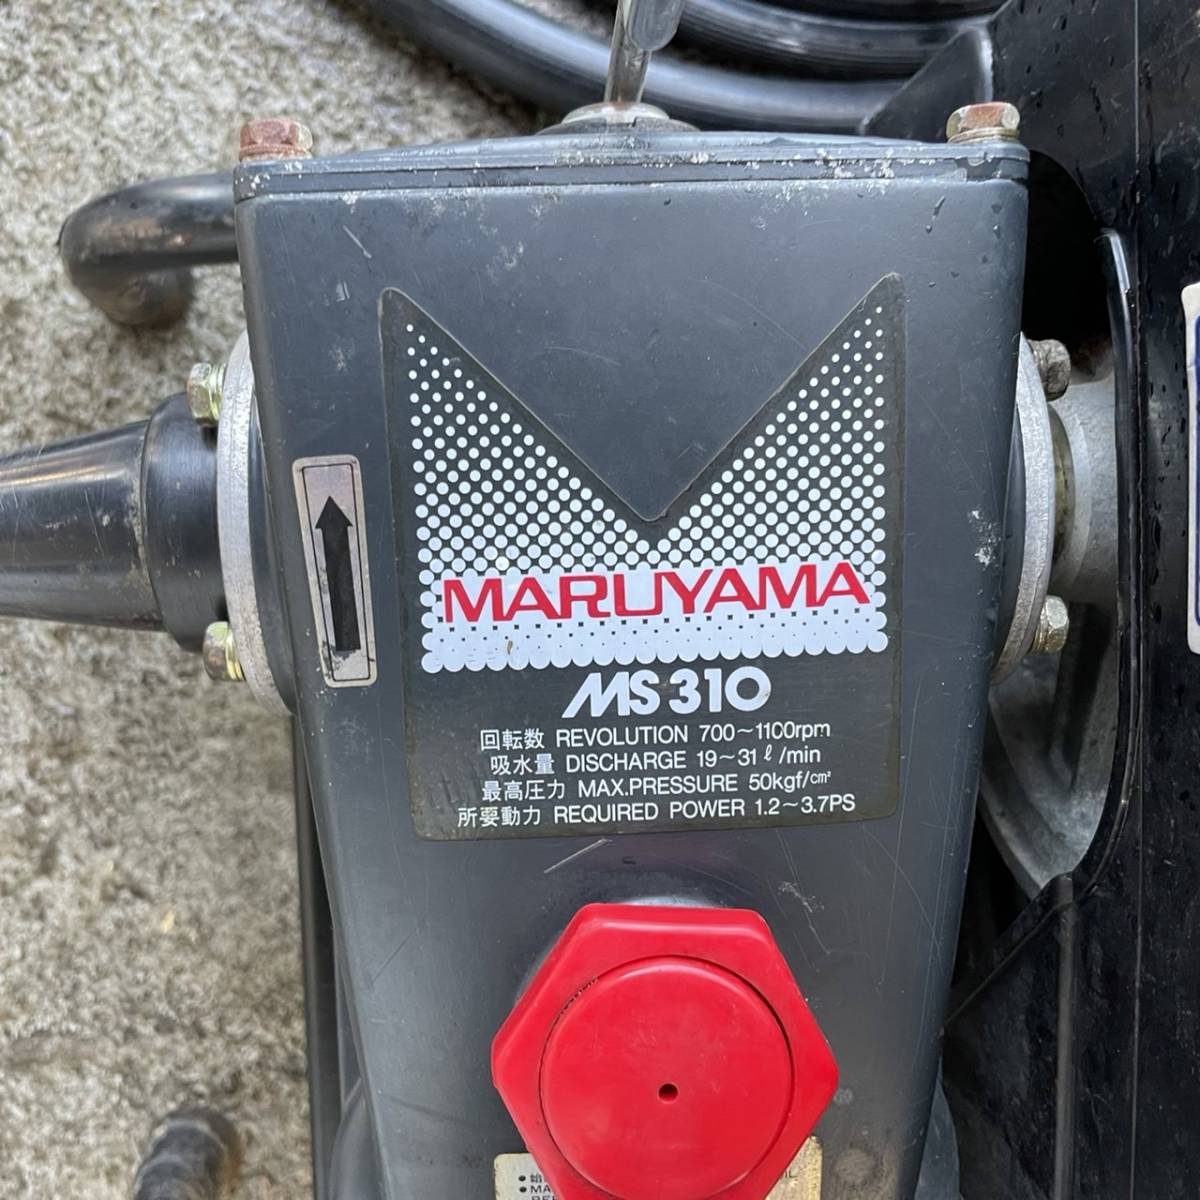 MARUYAMA
MS310
回転数 REVOLUTION 700～1100rpm
吸水量 DISCHARGE 19～31ℓ/min
最高圧力 MAX.PRESSURE 50kgf/cm²
所要動力 REQUIRED POWER 1.2～3.7PS